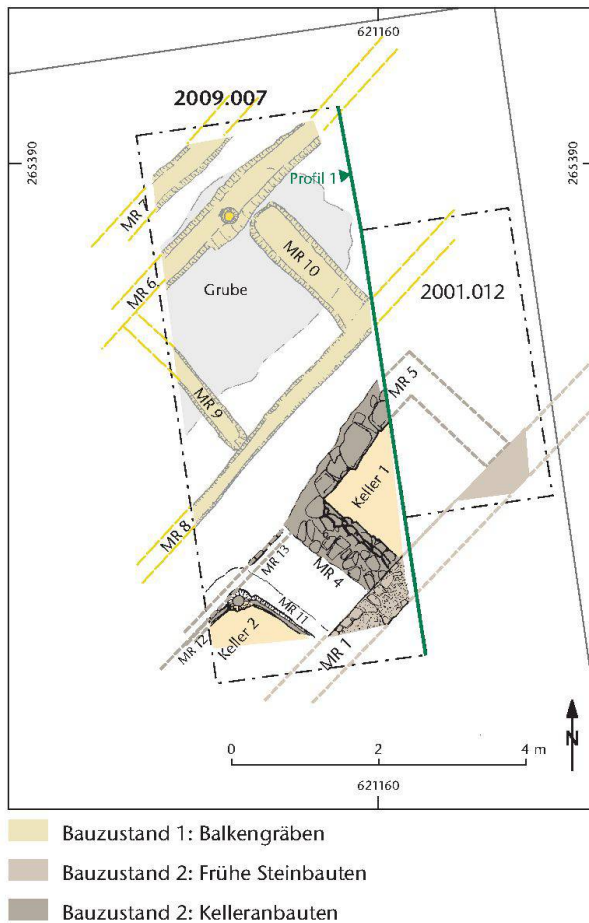 621160
2009.007
265390
265390
Profil 1
MR 7
MR 10
MR 6
Grube
2001.012
MR 5
MR 9
Keller 1
MR 8
MR 13
MR 4
MR 11
MR 12
Keller 2
MR 1
N
0 2 4 m
621160
Bauzustand 1: Balkengräben
Bauzustand 2: Frühe Steinbauten
Bauzustand 2: Kelleranbauten